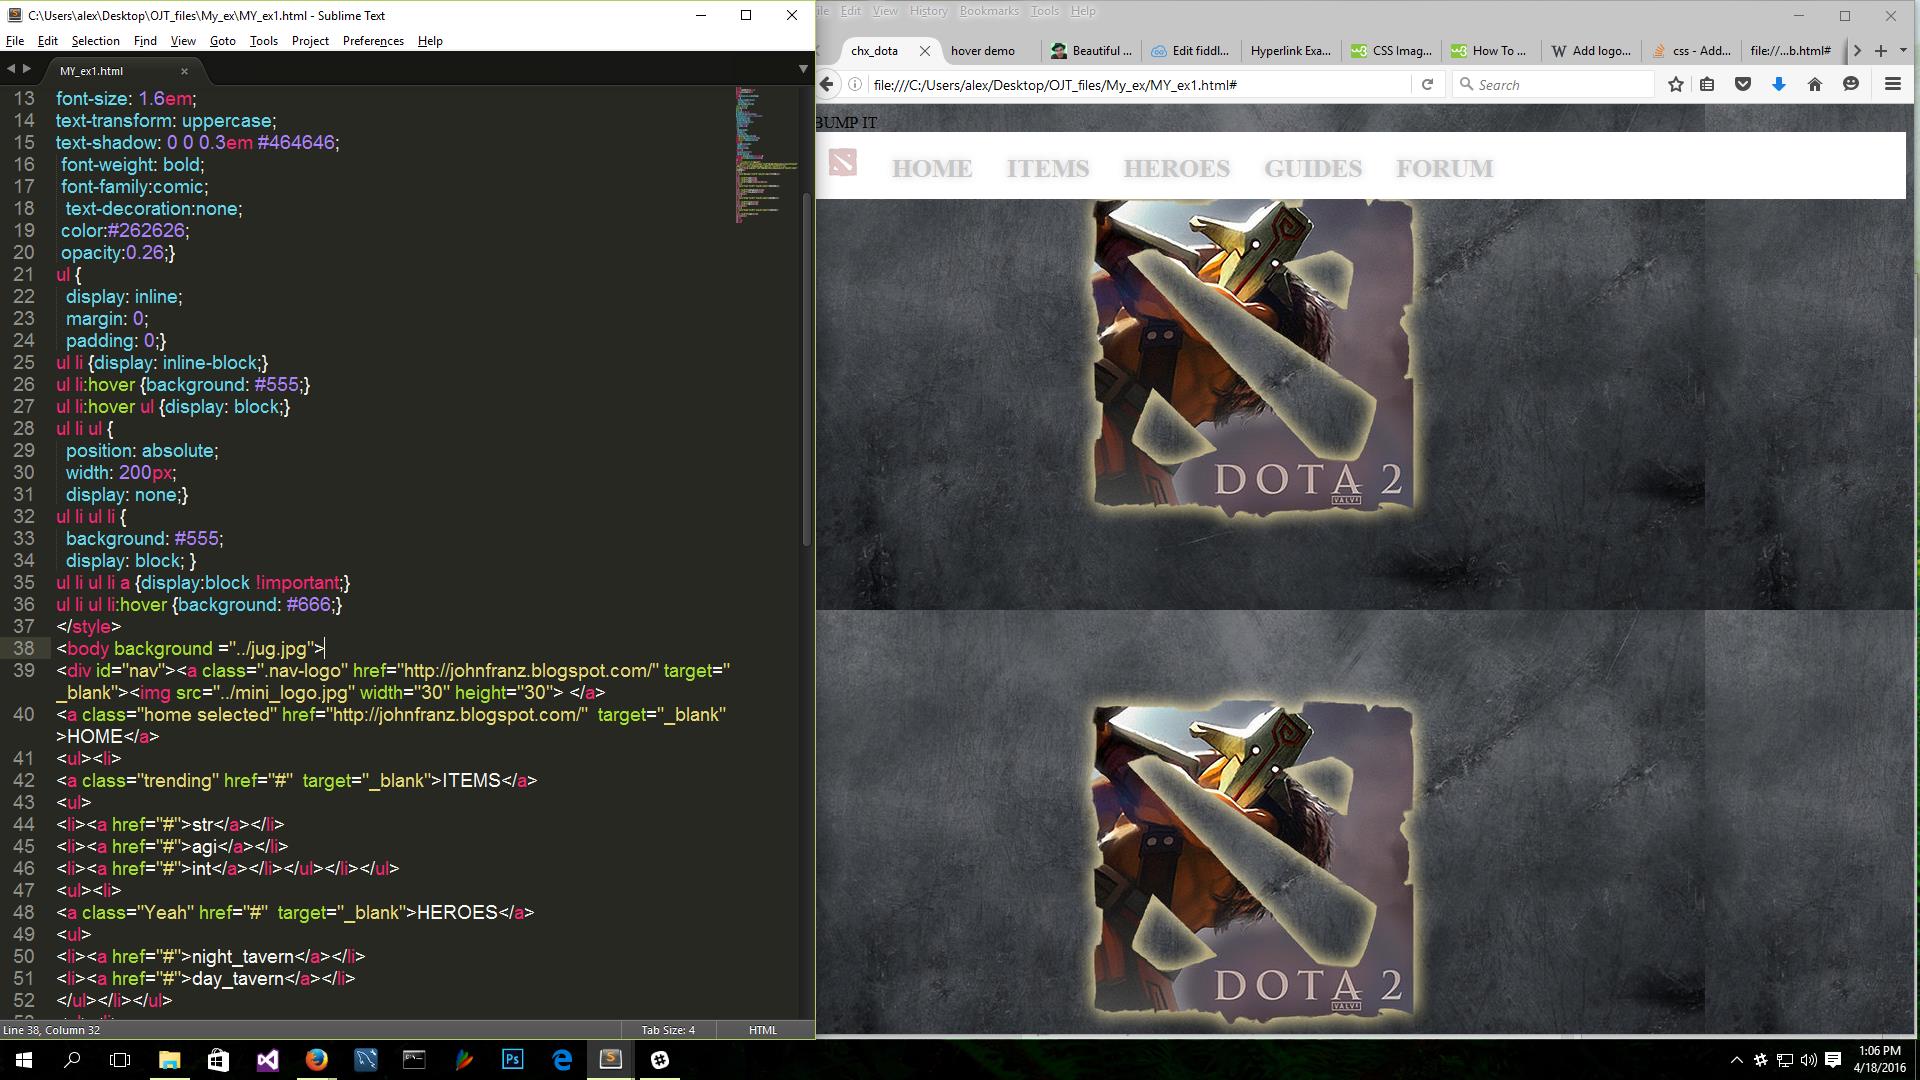 C:\Users\alex\Desktop\OJT_files\My_ex\MY_ex1.html - Sublime Text
File Edit Selection Find View Goto Tools Project Preferences Help
MY_ex1.html
13 font-size: 1.6em;
14 text-transform: uppercase;
15 text-shadow: 0 0 0.3em #464646;
16 font-weight: bold;
17 font-family:comic;
18 text-decoration:none;
19 color:#262626;
20 opacity:0.26;}
21 ul {
22 display: inline;
23 margin: 0;
24 padding: 0;}
25 ul li {display: inline-block;}
26 ul li:hover {background: #555;}
27 ul li:hover ul {display: block;}
28 ul li ul {
29 position: absolute;
30 width: 200px;
31 display: none;}
32 ul li ul li {
33 background: #555;
34 display: block; }
35 ul li ul li a {display:block !important;}
36 ul li ul li:hover {background: #666;}
37 </style>
38 <body background ="../jug.jpg">
39 <div id="nav"><a class=".nav-logo" href="http://johnfranz.blogspot.com/" target="
_blank"><img src="../mini_logo.jpg" width="30" height="30"> </a>
40 <a class="home selected" href="http://johnfranz.blogspot.com/" target="_blank"
>HOME</a>
41 <ul><li>
42 <a class="trending" href="#" target="_blank">ITEMS</a>
43 <ul>
44 <li><a href="#">str</a></li>
45 <li><a href="#">agi</a></li>
46 <li><a href="#">int</a></li></ul></li></ul>
47 <ul><li>
48 <a class="Yeah" href="#" target="_blank">HEROES</a>
49 <ul>
50 <li><a href="#">night_tavern</a></li>
51 <li><a href="#">day_tavern</a></li>
52 </ul></li></ul>
Line 38, Column 32
Tab Size: 4
HTML
ile Edit View History Bookmarks Tools Help
chx_dota
hover demo
Beautiful ...
Edit fiddl...
Hyperlink Exa...
CSS Imag...
How To ...
Add logo...
css - Add...
file://...b.html#
file:///C:/Users/alex/Desktop/OJT_files/My_ex/MY_ex1.html#
Search
BUMP IT
HOME ITEMS HEROES GUIDES FORUM
DOTA 2
VALVE
DOTA 2
VALVE
Ps
1:06 PM
4/18/2016